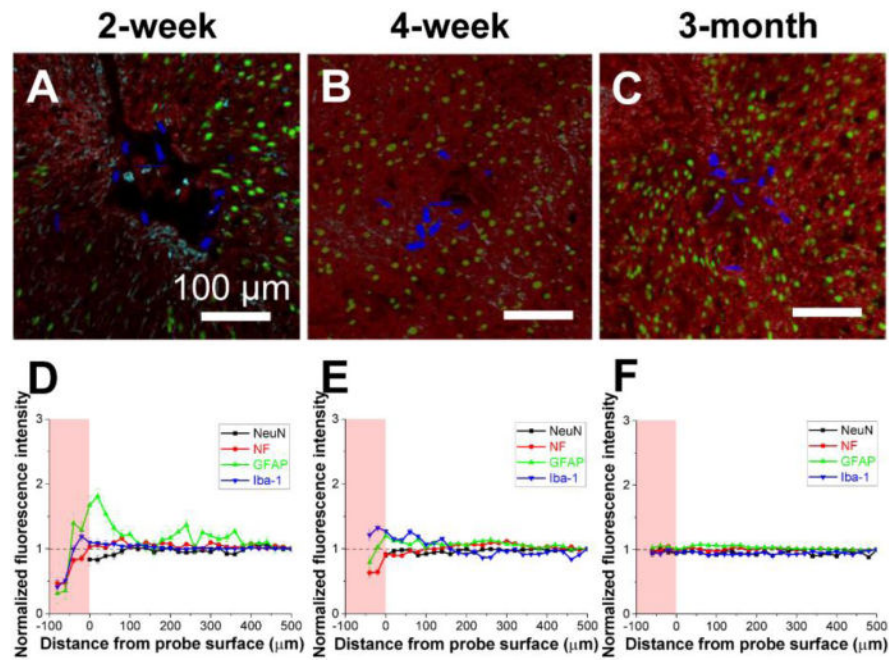 2-week 4-week 3-month
A B C
100 μm
D E F
Normalized fluorescence intensity
3
2
1
0
-100 0 100 200 300 400 500
Distance from probe surface (μm)
NeuN
NF
GFAP
Iba-1
Normalized fluorescence intensity
3
2
1
0
-100 0 100 200 300 400 500
Distance from probe surface (μm)
NeuN
NF
GFAP
Iba-1
Normalized fluorescence intensity
3
2
1
0
-100 0 100 200 300 400 500
Distance from probe surface (μm)
NeuN
NF
GFAP
Iba-1